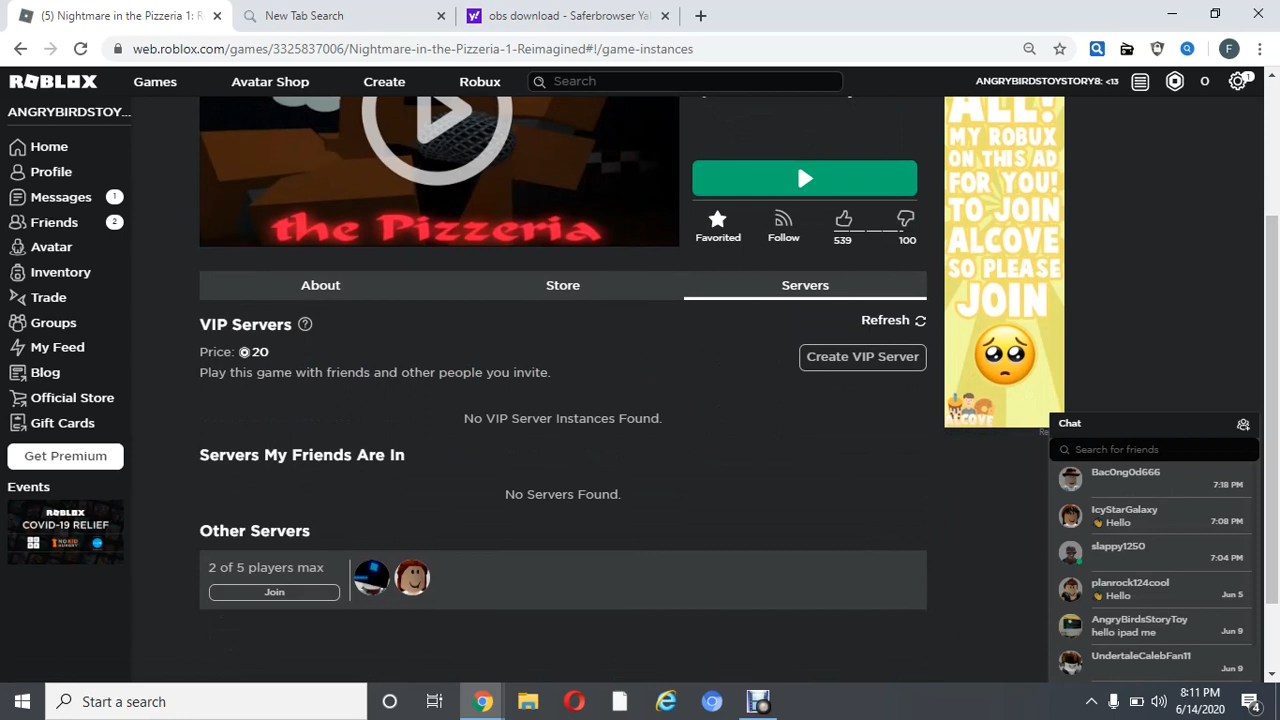 (5) Nightmare in the Pizzeria 1: R
New Tab Search
obs download - Saferbrowser Ya
web.roblox.com/games/3325837006/Nightmare-in-the-Pizzeria-1-Reimagined#!/game-instances
F
ROBLOX
Games
Avatar Shop
Create
Robux
Search
ANGRYBIRDSTOYSTORY8: <13
0
1
ANGRYBIRDSTOY...
Home
Profile
Messages
1
Friends
2
Avatar
Inventory
Trade
Groups
My Feed
Blog
Official Store
Gift Cards
Get Premium
Events
ROBLOX
COVID-19 RELIEF
the Pizzeria
Favorited
Follow
539
100
About
Store
Servers
VIP Servers
Refresh
Price: 20
Create VIP Server
Play this game with friends and other people you invite.
No VIP Server Instances Found.
Servers My Friends Are In
No Servers Found.
Other Servers
2 of 5 players max
Join
ALL!
MY ROBUX
ON THIS AD
FOR YOU!
TO JOIN
ALCOVE
SO PLEASE
JOIN
ALCOVE
Chat
Search for friends
Bac0ng0d666
7:18 PM
IcyStarGalaxy
👋 Hello
7:08 PM
slappy1250
7:04 PM
planrock124cool
👋 Hello
Jun 5
AngryBirdsStoryToy
hello ipad me
Jun 9
UndertaleCalebFan11
Jun 9
Start a search
8:11 PM
6/14/2020
4